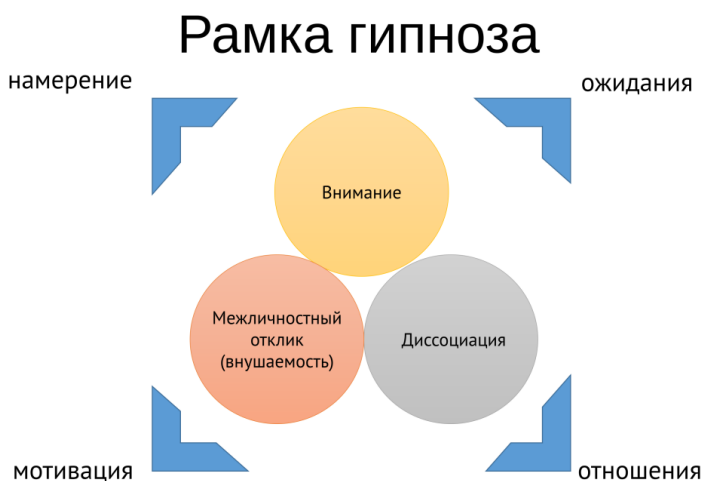 Рамка гипноза
намерение
ожидания
Внимание
Межличностный
отклик
(внушаемость)
Диссоциация
мотивация
отношения